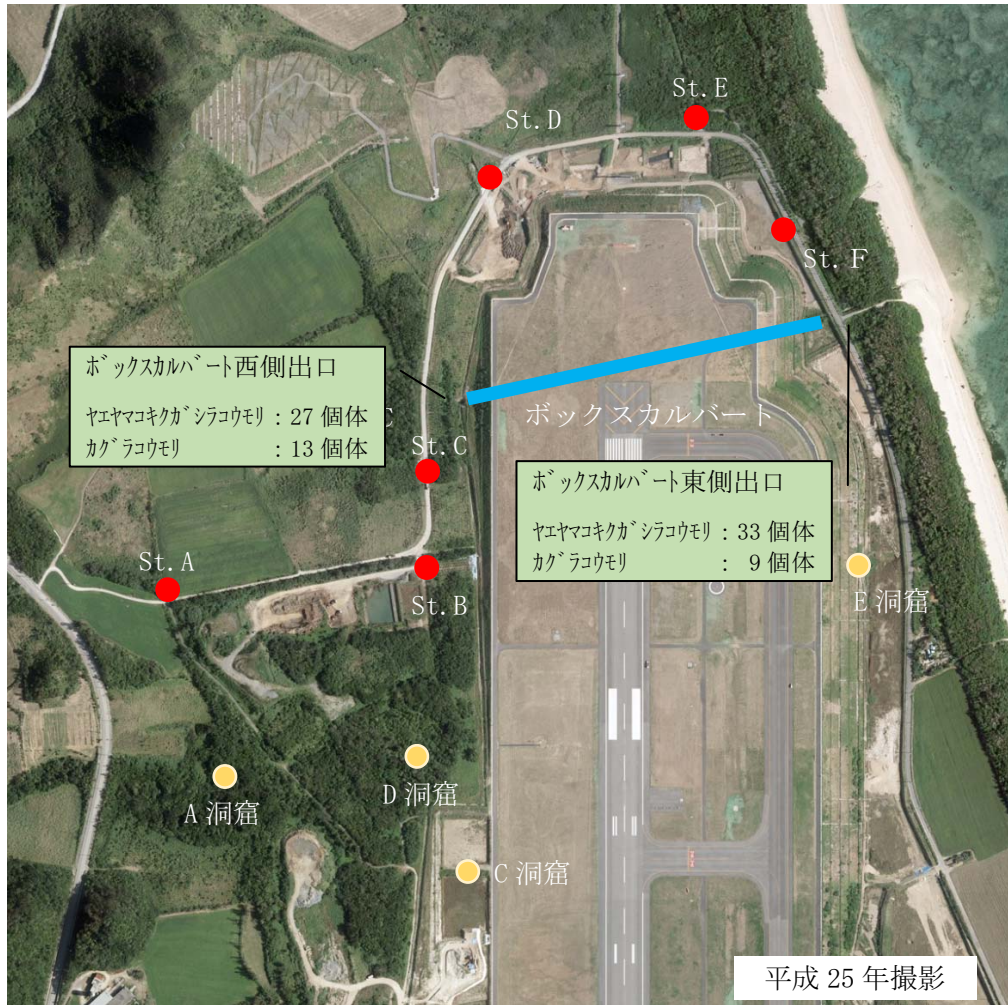 St.E
St.D
St.F
ボックスカルバート西側出口
ヤエヤマコキクガシラコウモリ：27 個体
カグラコウモリ：13 個体
ボックスカルバート
St.C
ボックスカルバート東側出口
ヤエヤマコキクガシラコウモリ：33 個体
カグラコウモリ：9 個体
St.A
St.B
E 洞窟
A 洞窟
D 洞窟
C 洞窟
平成 25 年撮影